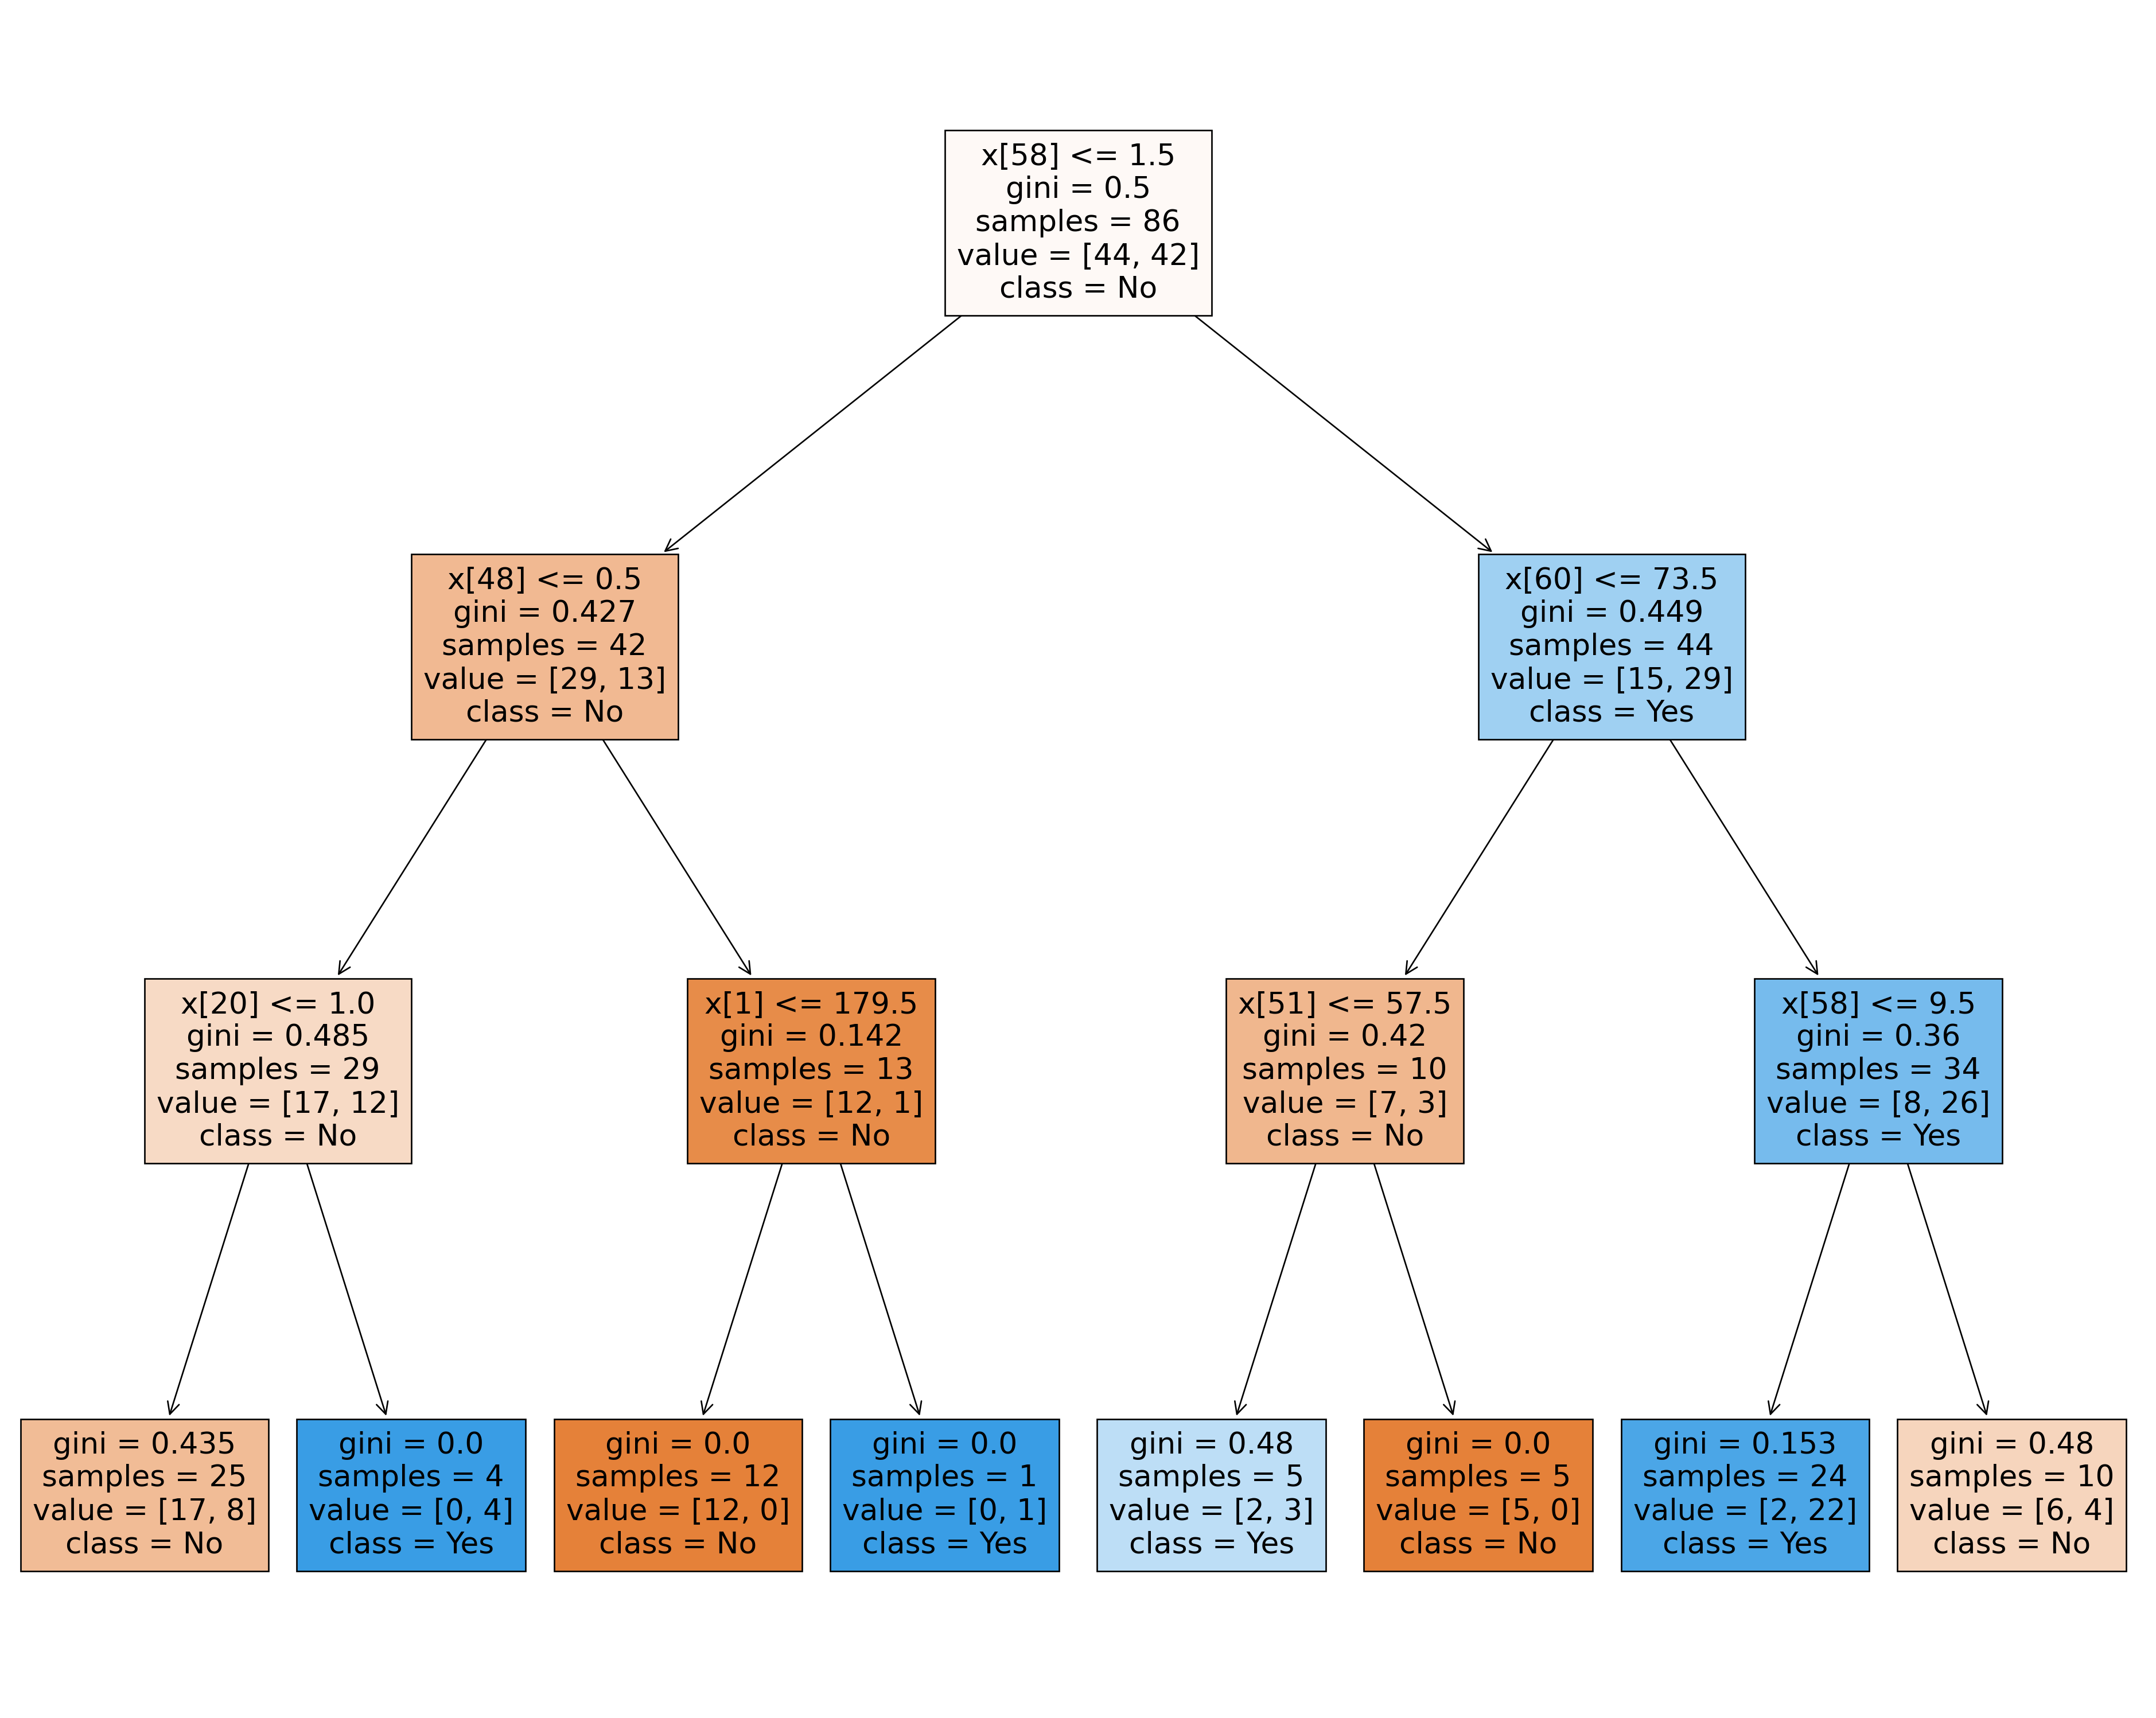 x[58] <= 1.5
gini = 0.5
samples = 86
value = [44, 42]
class = No
x[48] <= 0.5
gini = 0.427
samples = 42
value = [29, 13]
class = No
x[60] <= 73.5
gini = 0.449
samples = 44
value = [15, 29]
class = Yes
x[20] <= 1.0
gini = 0.485
samples = 29
value = [17, 12]
class = No
x[1] <= 179.5
gini = 0.142
samples = 13
value = [12, 1]
class = No
x[51] <= 57.5
gini = 0.42
samples = 10
value = [7, 3]
class = No
x[58] <= 9.5
gini = 0.36
samples = 34
value = [8, 26]
class = Yes
gini = 0.435
samples = 25
value = [17, 8]
class = No
gini = 0.0
samples = 4
value = [0, 4]
class = Yes
gini = 0.0
samples = 12
value = [12, 0]
class = No
gini = 0.0
samples = 1
value = [0, 1]
class = Yes
gini = 0.48
samples = 5
value = [2, 3]
class = Yes
gini = 0.0
samples = 5
value = [5, 0]
class = No
gini = 0.153
samples = 24
value = [2, 22]
class = Yes
gini = 0.48
samples = 10
value = [6, 4]
class = No